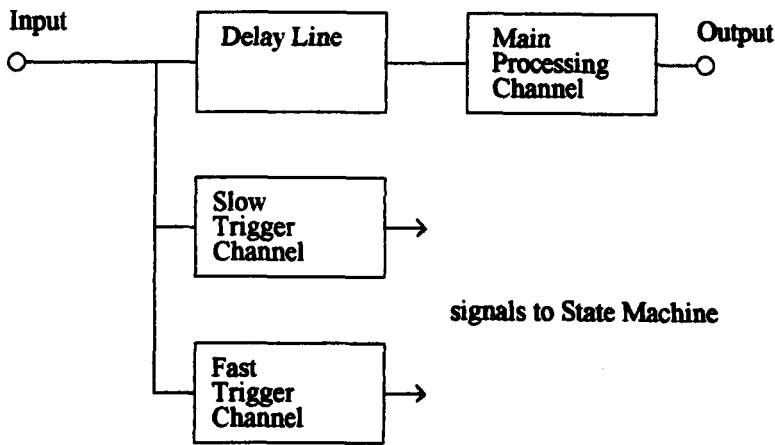 Input
Delay Line
Main
Processing
Channel
Output
Slow
Trigger
Channel
signals to State Machine
Fast
Trigger
Channel